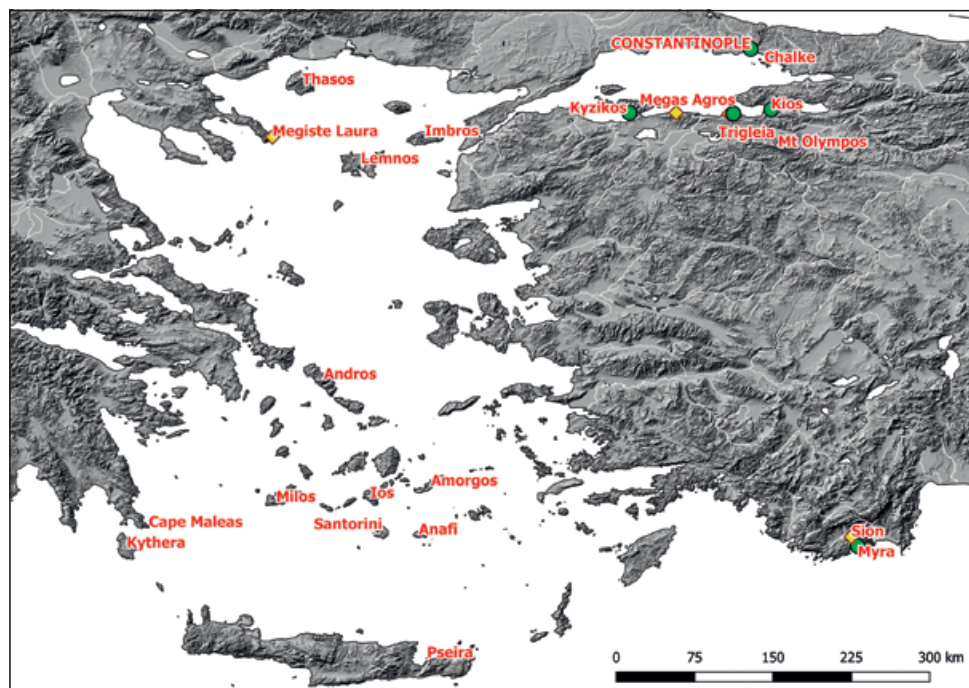 CONSTANTINOPLE
Chalke
Thasos
Kyzikos
Megas Agros
Kios
Megiste Laura
Imbros
Trigleia
Mt Olympos
Lemnos
Andros
Amorgos
Milos
Ios
Cape Maleas
Santorini
Anafi
Kythera
Sion
Myra
Pseira
0 75 150 225 300 km